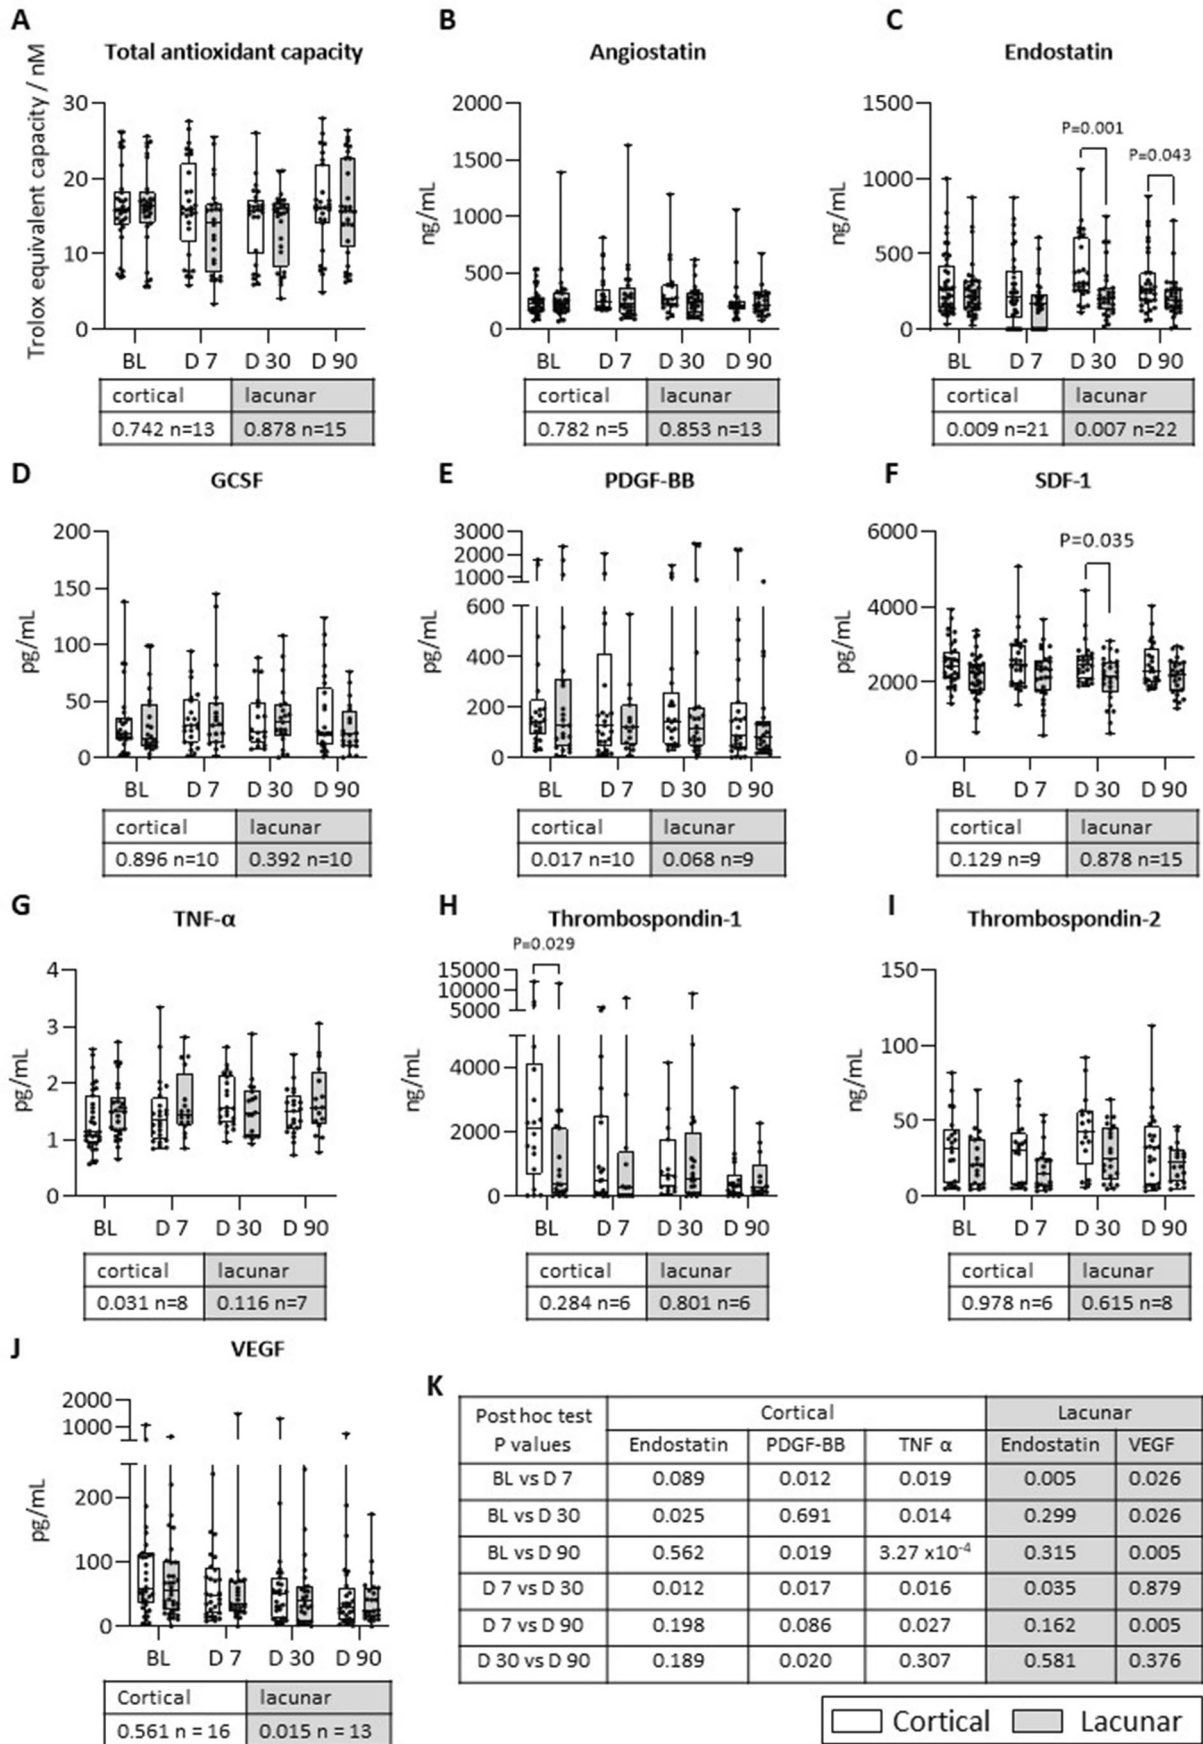 A
Total antioxidant capacity
Trolox equivalent capacity / nM
30
20
10
0
BL D 7 D 30 D 90
cortical lacunar
0.742 n=13 0.878 n=15
B
Angiostatin
ng/mL
2000
1500
1000
500
0
BL D 7 D 30 D 90
cortical lacunar
0.782 n=5 0.853 n=13
C
Endostatin
ng/mL
1500
1000
500
0
P=0.001
P=0.043
BL D 7 D 30 D 90
cortical lacunar
0.009 n=21 0.007 n=22
D
GCSF
pg/mL
200
150
100
50
0
BL D 7 D 30 D 90
cortical lacunar
0.896 n=10 0.392 n=10
E
PDGF-BB
pg/mL
3000
2000
1000
600
400
200
0
BL D 7 D 30 D 90
cortical lacunar
0.017 n=10 0.068 n=9
F
SDF-1
pg/mL
6000
4000
2000
0
P=0.035
BL D 7 D 30 D 90
cortical lacunar
0.129 n=9 0.878 n=15
G
TNF-α
pg/mL
4
3
2
1
0
BL D 7 D 30 D 90
cortical lacunar
0.031 n=8 0.116 n=7
H
Thrombospondin-1
P=0.029
ng/mL
15000
10000
5000
4000
2000
0
BL D 7 D 30 D 90
cortical lacunar
0.284 n=6 0.801 n=6
I
Thrombospondin-2
ng/mL
150
100
50
0
BL D 7 D 30 D 90
cortical lacunar
0.978 n=6 0.615 n=8
J
VEGF
pg/mL
2000
1000
200
100
0
BL D 7 D 30 D 90
Cortical lacunar
0.561 n = 16 0.015 n = 13
K
Post hoc test Cortical Lacunar
P values Endostatin PDGF-BB TNF α Endostatin VEGF
BL vs D 7 0.089 0.012 0.019 0.005 0.026
BL vs D 30 0.025 0.691 0.014 0.299 0.026
BL vs D 90 0.562 0.019 3.27 x10⁻⁴ 0.315 0.005
D 7 vs D 30 0.012 0.017 0.016 0.035 0.879
D 7 vs D 90 0.198 0.086 0.027 0.162 0.005
D 30 vs D 90 0.189 0.020 0.307 0.581 0.376
Cortical Lacunar